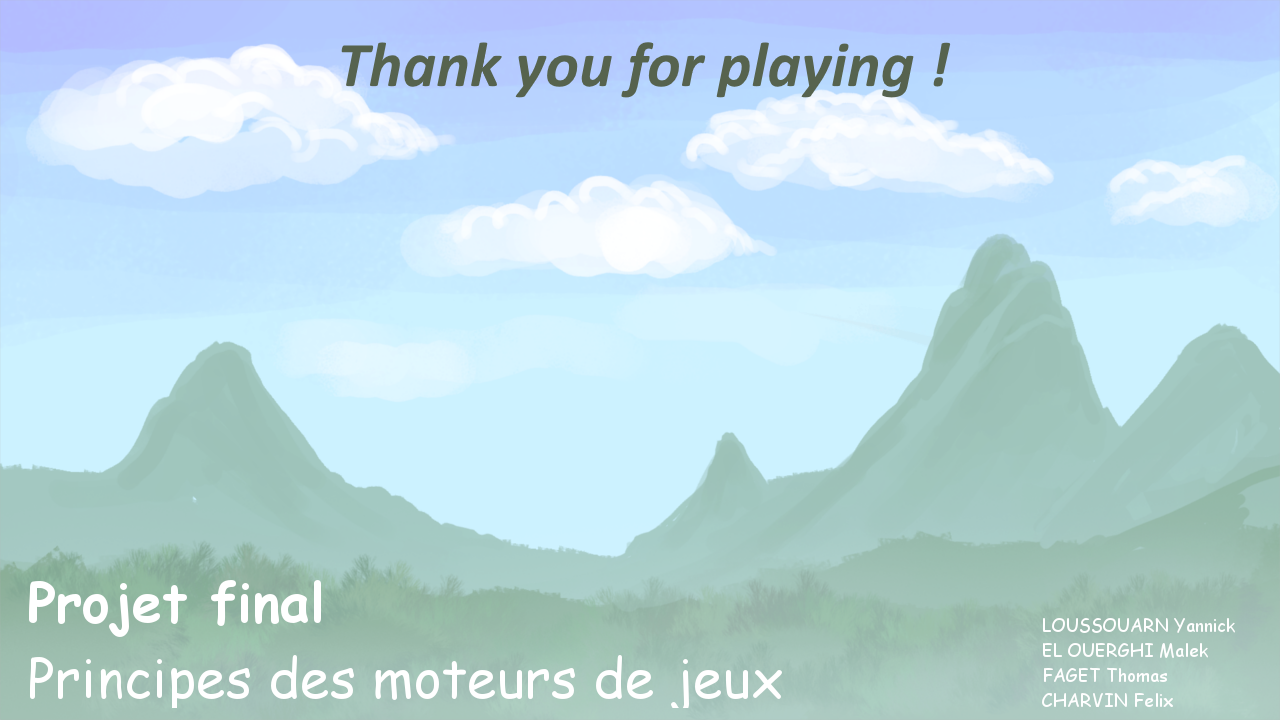 Thank you for playing !
Projet final
Principes des moteurs de jeux
LOUSSOUARN Yannick
EL OUERGHI Malek
FAGET Thomas
CHARVIN Felix